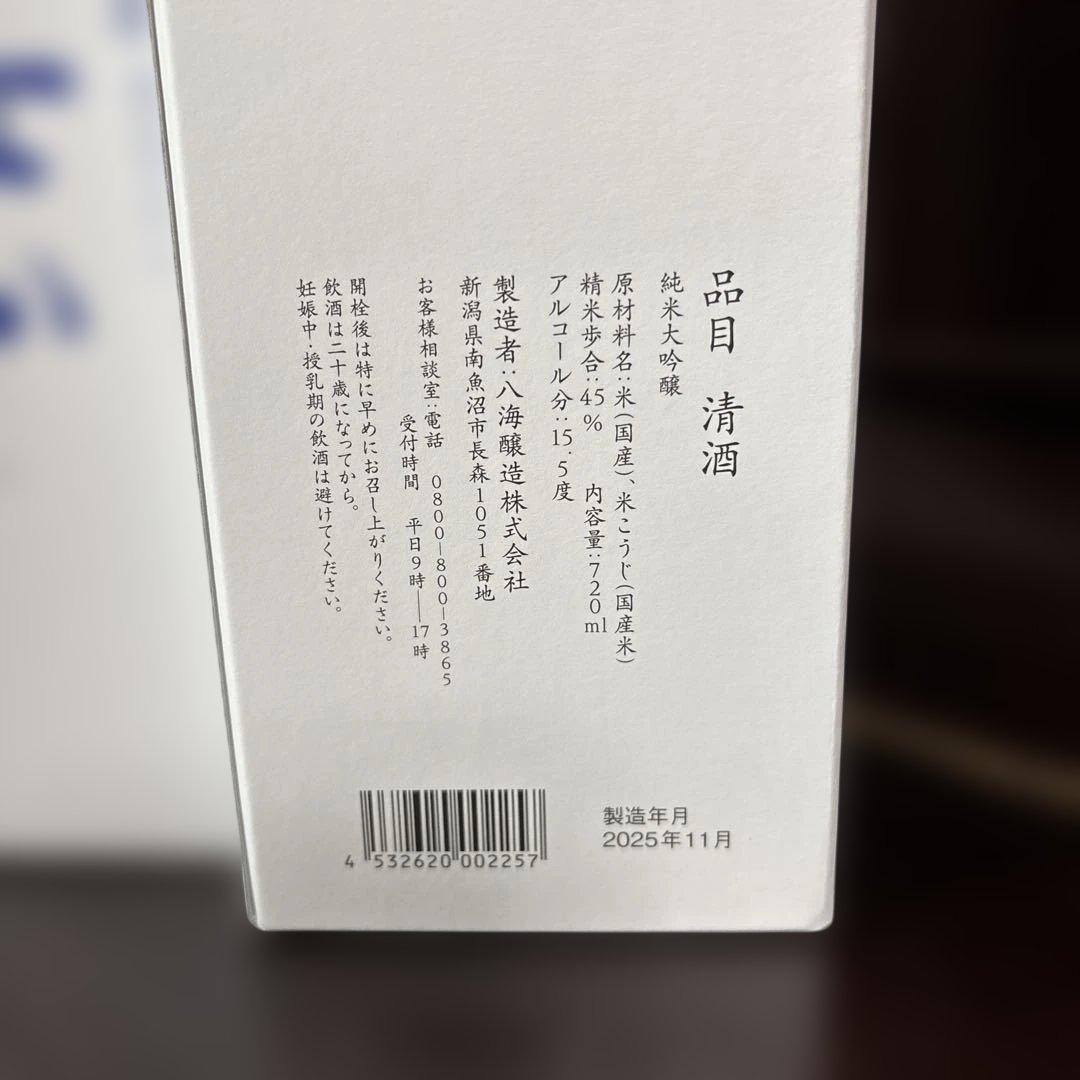 品目 清酒
純米大吟醸
原材料名:米(国産)、米こうじ(国産米)
精米歩合:45% 内容量:720ml
アルコール分:15.5度
製造者:八海醸造株式会社
新潟県南魚沼市長森1051番地
お客様相談室:電話 0800-800-3865
受付時間 平日9時―17時
開栓後は特に早めにお召し上がりください。
飲酒は二十歳になってから。
妊娠中・授乳期の飲酒は避けてください。
4 532620 002257
製造年月
2025年11月